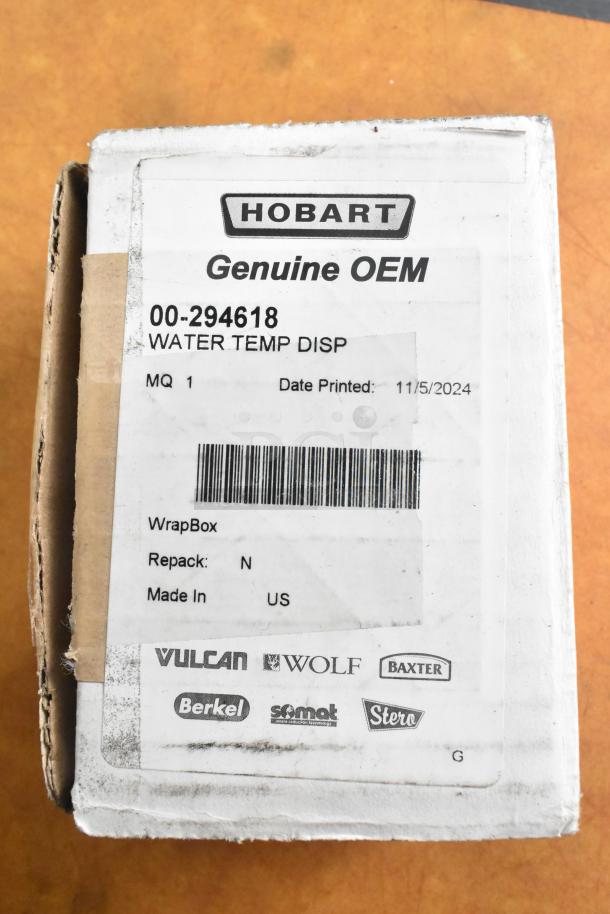 HOBART
Genuine OEM
00-294618
WATER TEMP DISP
MQ 1 Date Printed: 11/5/2024
WrapBox
Repack: N
Made In US
VULCAN WOLF BAXTER
Berkel somat Stero
G